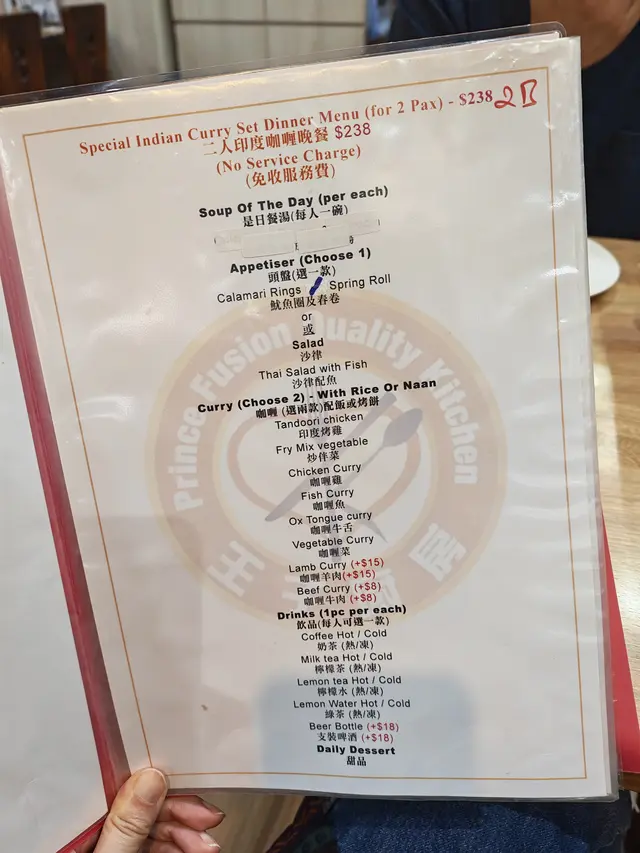 Special Indian Curry Set Dinner Menu (for 2 Pax) - $238
二人印度咖喱晚餐 $238
(No Service Charge)
(免收服務費)
Soup Of The Day (per each)
是日餐湯(每人一碗)
Appetiser (Choose 1)
頭盤(選一款)
Calamari Rings Spring Roll
魷魚圈及春卷
or
或
Salad
沙律
Thai Salad with Fish
沙律配魚
Curry (Choose 2) - With Rice Or Naan
咖喱 (選兩款)配飯或烤餅
Tandoori chicken
印度烤雞
Fry Mix vegetable
炒伴菜
Chicken Curry
咖喱雞
Fish Curry
咖喱魚
Ox Tongue curry
咖喱牛舌
Vegetable Curry
咖喱菜
Lamb Curry (+$15)
咖喱羊肉(+$15)
Beef Curry (+$8)
咖喱牛肉 (+$8)
Drinks (1pc per each)
飲品(每人可選一款)
Coffee Hot / Cold
奶茶 (熱/凍)
Milk tea Hot / Cold
檸檬茶 (熱/凍)
Lemon tea Hot / Cold
檸檬水 (熱/凍)
Lemon Water Hot / Cold
綠茶 (熱/凍)
Beer Bottle (+$18)
支裝啤酒 (+$18)
Daily Dessert
甜品
Prince Fusion Quality Kitchen